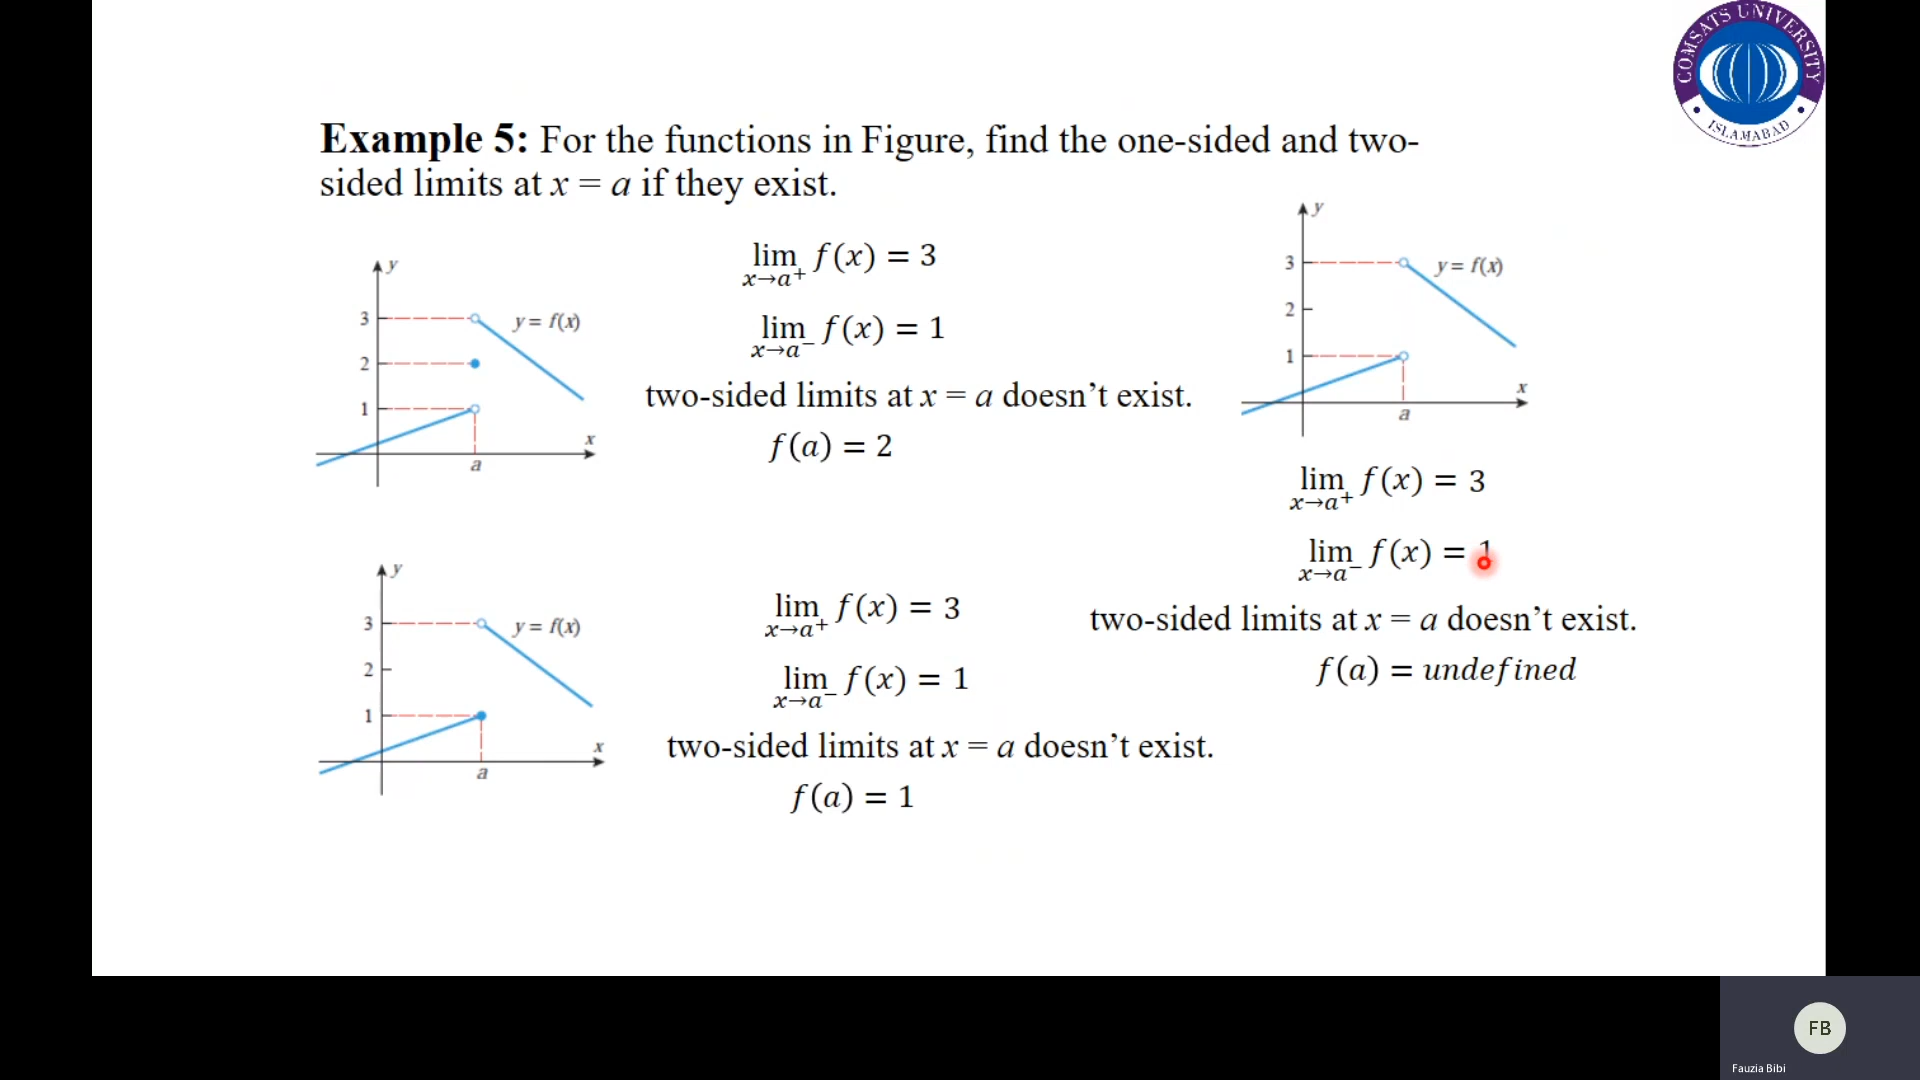 COMSATS UNIVERSITY
ISLAMABAD
Example 5: For the functions in Figure, find the one-sided and two-
sided limits at x = a if they exist.
y
3
2
1
y = f(x)
x
a
lim x→a⁺ f(x) = 3
lim x→a⁻ f(x) = 1
two-sided limits at x = a doesn’t exist.
f(a) = 2
y
3
2
1
y = f(x)
x
a
lim x→a⁺ f(x) = 3
lim x→a⁻ f(x) = 1
two-sided limits at x = a doesn’t exist.
f(a) = undefined
y
3
2
1
y = f(x)
x
a
lim x→a⁺ f(x) = 3
lim x→a⁻ f(x) = 1
two-sided limits at x = a doesn’t exist.
f(a) = 1
FB
Fauzia Bibi